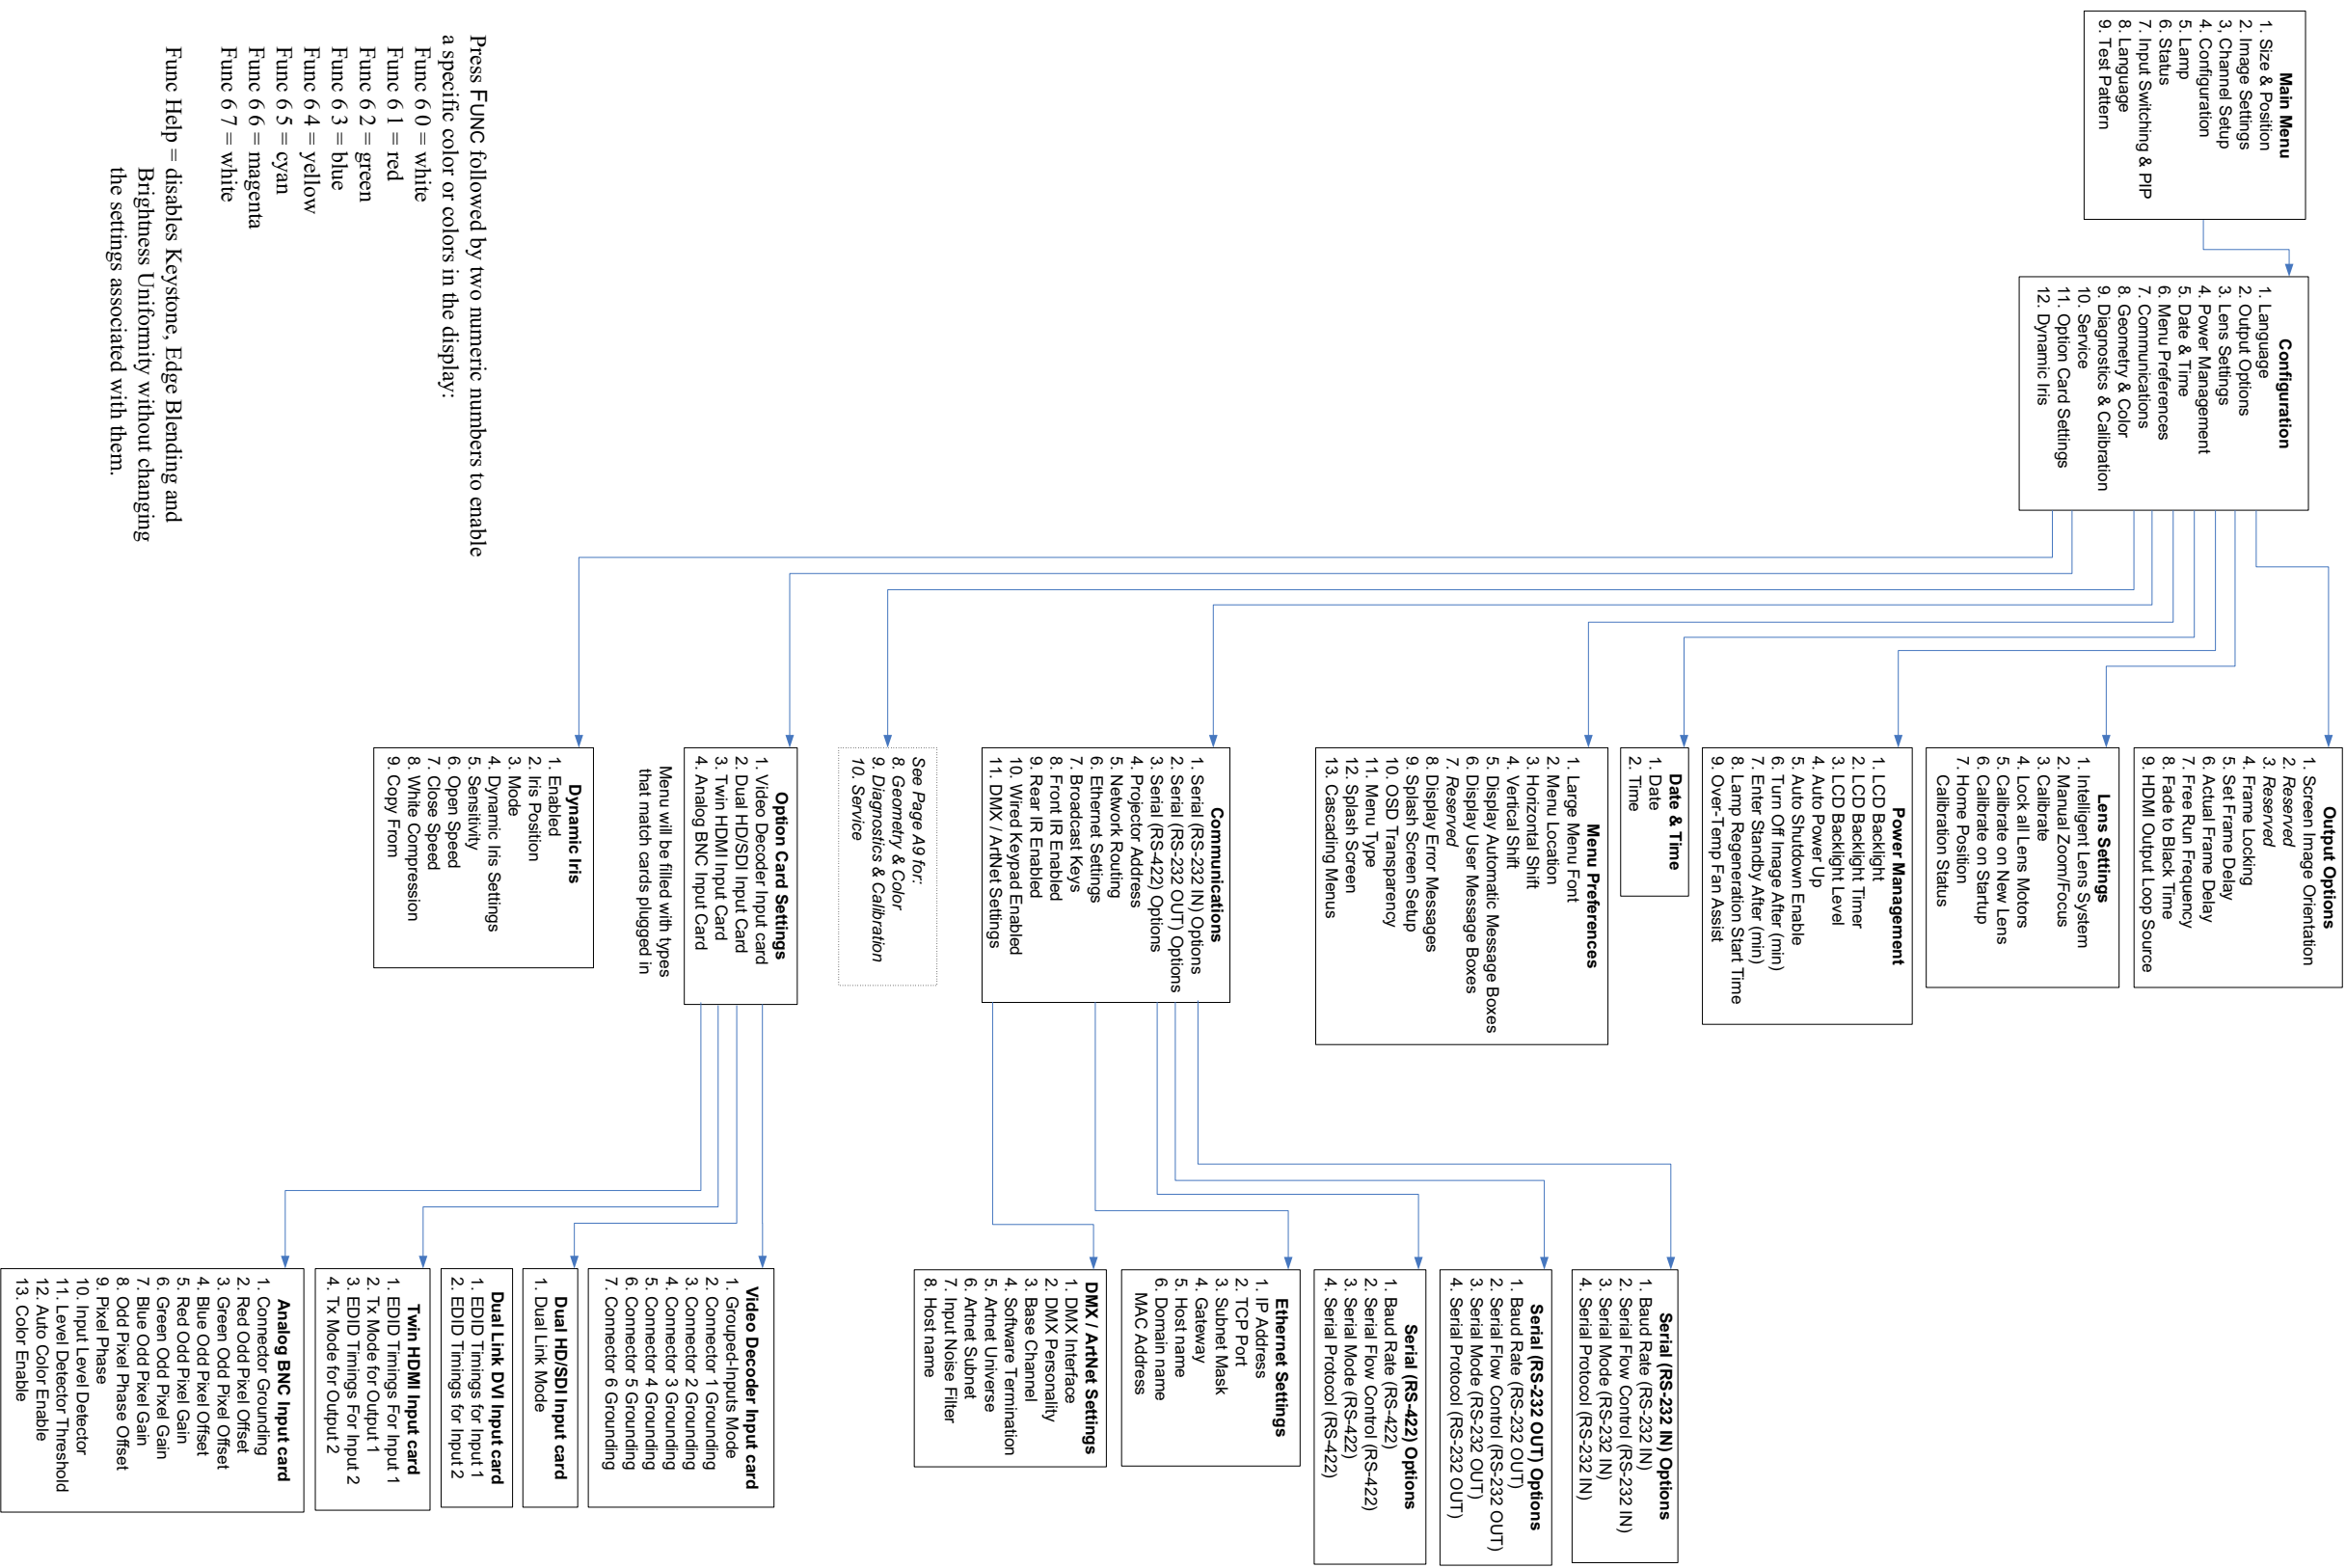 Main Menu
1. Size & Position
2. Image Settings
3, Channel Setup
4. Configuration
5. Lamp
6. Status
7. Input Switching & PIP
8. Language
9. Test Pattern
Configuration
1. Language
2. Output Options
3. Lens Settings
4. Power Management
5. Date & Time
6. Menu Preferences
7. Communications
8. Geometry & Color
9. Diagnostics & Calibration
10. Service
11. Option Card Settings
12. Dynamic Iris
Output Options
1. Screen Image Orientation
2. Reserved
3. Reserved
4. Frame Locking
5. Set Frame Delay
6. Actual Frame Delay
7. Free Run Frequency
8. Fade to Black Time
9. HDMI Output Loop Source
Lens Settings
1. Intelligent Lens System
2. Manual Zoom/Focus
3. Calibrate
4. Lock all Lens Motors
5. Calibrate on New Lens
6. Calibrate on Startup
7. Home Position
Calibration Status
Power Management
1. LCD Backlight
2. LCD Backlight Timer
3. LCD Backlight Level
4. Auto Power Up
5. Auto Shutdown Enable
6. Turn Off Image After (min)
7. Enter Standby After (min)
8. Lamp Regeneration Start Time
9. Over-Temp Fan Assist
Date & Time
1. Date
2. Time
Menu Preferences
1. Large Menu Font
2. Menu Location
3. Horizontal Shift
4. Vertical Shift
5. Display Automatic Message Boxes
6. Display User Message Boxes
7. Reserved
8. Display Error Messages
9. Splash Screen Setup
10. OSD Transparency
11. Menu Type
12. Splash Screen
13. Cascading Menus
Communications
1. Serial (RS-232 IN) Options
2. Serial (RS-232 OUT) Options
3. Serial (RS-422) Options
4. Projector Address
5. Network Routing
6. Ethernet Settings
7. Broadcast Keys
8. Front IR Enabled
9. Rear IR Enabled
10. Wired Keypad Enabled
11. DMX / ArtNet Settings
See Page A9 for:
8. Geometry & Color
9. Diagnostics & Calibration
10. Service
Option Card Settings
1. Video Decoder Input card
2. Dual HD/SDI Input Card
3. Twin HDMI Input Card
4. Analog BNC Input Card
Menu will be filled with types
that match cards plugged in
Dynamic Iris
1. Enabled
2. Iris Position
3. Mode
4. Dynamic Iris Settings
5. Sensitivity
6. Open Speed
7. Close Speed
8. White Compression
9. Copy From
Serial (RS-232 IN) Options
1. Baud Rate (RS-232 IN)
2. Serial Flow Control (RS-232 IN)
3. Serial Mode (RS-232 IN)
4. Serial Protocol (RS-232 IN)
Serial (RS-232 OUT) Options
1. Baud Rate (RS-232 OUT)
2. Serial Flow Control (RS-232 OUT)
3. Serial Mode (RS-232 OUT)
4. Serial Protocol (RS-232 OUT)
Serial (RS-422) Options
1. Baud Rate (RS-422)
2. Serial Flow Control (RS-422)
3. Serial Mode (RS-422)
4. Serial Protocol (RS-422)
Ethernet Settings
1. IP Address
2. TCP Port
3. Subnet Mask
4. Gateway
5. Host name
6. Domain name
MAC Address
DMX / ArtNet Settings
1. DMX Interface
2. DMX Personality
3. Base Channel
4. Software Termination
5. Artnet Universe
6. Artnet Subnet
7. Input Noise Filter
8. Host name
Video Decoder Input card
1. Grouped-Inputs Mode
2. Connector 1 Grounding
3. Connector 2 Grounding
4. Connector 3 Grounding
5. Connector 4 Grounding
6. Connector 5 Grounding
7. Connector 6 Grounding
Dual HD/SDI Input card
1. Dual Link Mode
Dual Link DVI Input card
1. EDID Timings for Input 1
2. EDID Timings for Input 2
Twin HDMI Input card
1. EDID Timings For Input 1
2. Tx Mode for Output 1
3. EDID Timings For Input 2
4. Tx Mode for Output 2
Analog BNC Input card
1. Connector Grounding
2. Red Odd Pixel Offset
3. Green Odd Pixel Offset
4. Blue Odd Pixel Offset
5. Red Odd Pixel Gain
6. Green Odd Pixel Gain
7. Blue Odd Pixel Gain
8. Odd Pixel Phase Offset
9. Pixel Phase
10. Input Level Detector
11. Level Detector Threshold
12. Auto Color Enable
13. Color Enable
Press FUNC followed by two numeric numbers to enable
a specific color or colors in the display:
Func 6 0 = white
Func 6 1 = red
Func 6 2 = green
Func 6 3 = blue
Func 6 4 = yellow
Func 6 5 = cyan
Func 6 6 = magenta
Func 6 7 = white
Func Help = disables Keystone, Edge Blending and
Brightness Uniformity without changing
the settings associated with them.